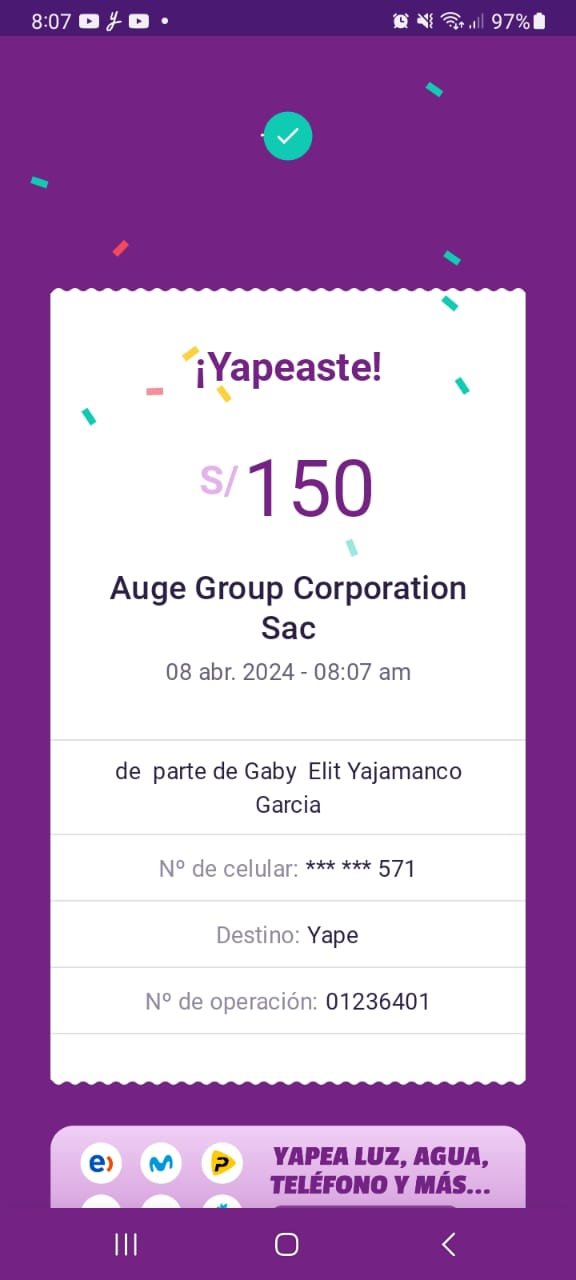 8:07
97%
¡Yapeaste!
S/ 150
Auge Group Corporation
Sac
08 abr. 2024 - 08:07 am
de  parte de Gaby  Elit Yajamanco
Garcia
Nº de celular: *** *** 571
Destino: Yape
Nº de operación: 01236401
e)
YAPEA LUZ, AGUA,
TELÉFONO Y MÁS...